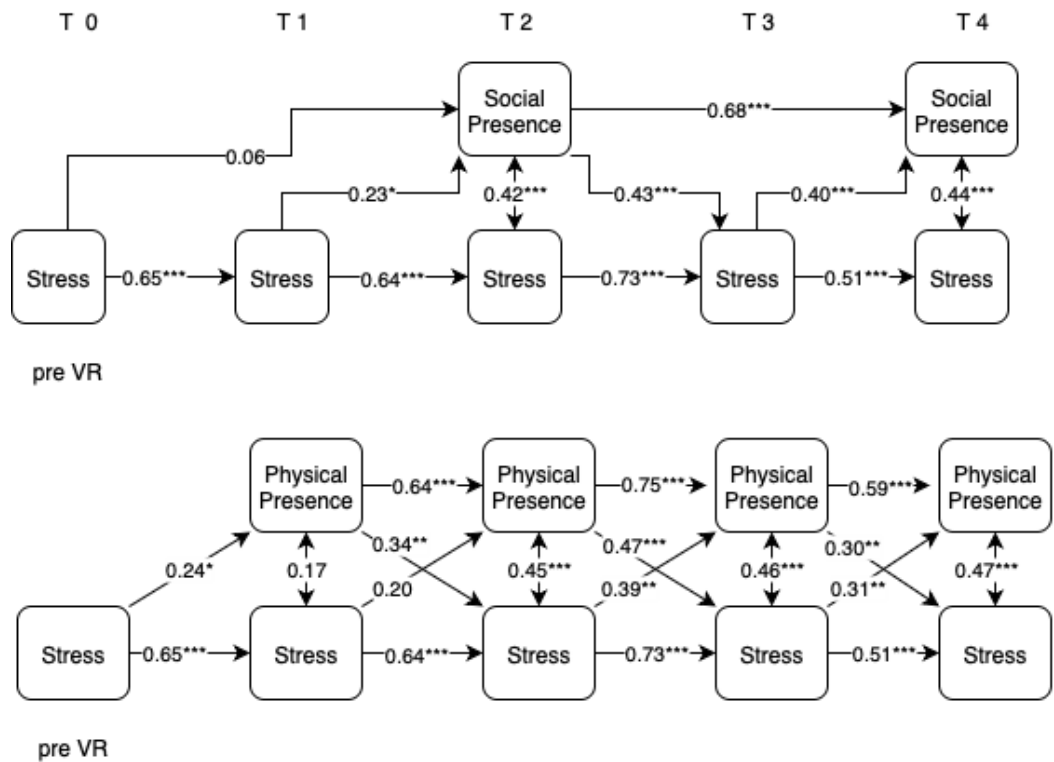 T 0 T 1 T 2 T 3 T 4
Social
Presence
Social
Presence
0.68***
0.06
0.23*
0.42***
0.43***
0.40***
0.44***
Stress
0.65***
Stress
0.64***
Stress
0.73***
Stress
0.51***
Stress
pre VR
Physical
Presence
0.64***
Physical
Presence
0.75***
Physical
Presence
0.59***
Physical
Presence
0.24*
0.17
0.34**
0.20
0.45***
0.47***
0.39**
0.46***
0.30**
0.31**
0.47***
Stress
0.65***
Stress
0.64***
Stress
0.73***
Stress
0.51***
Stress
pre VR